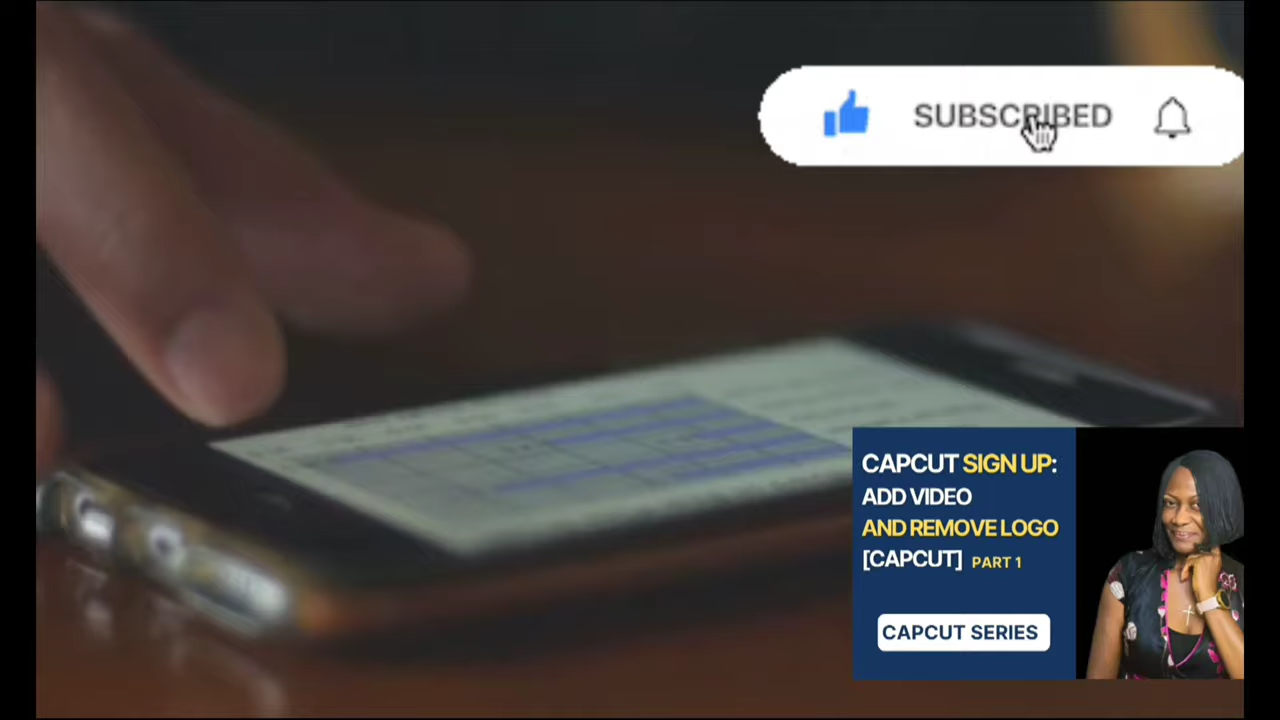 SUBSCRIBED
CAPCUT SIGN UP:
ADD VIDEO
AND REMOVE LOGO
[CAPCUT] PART 1
CAPCUT SERIES